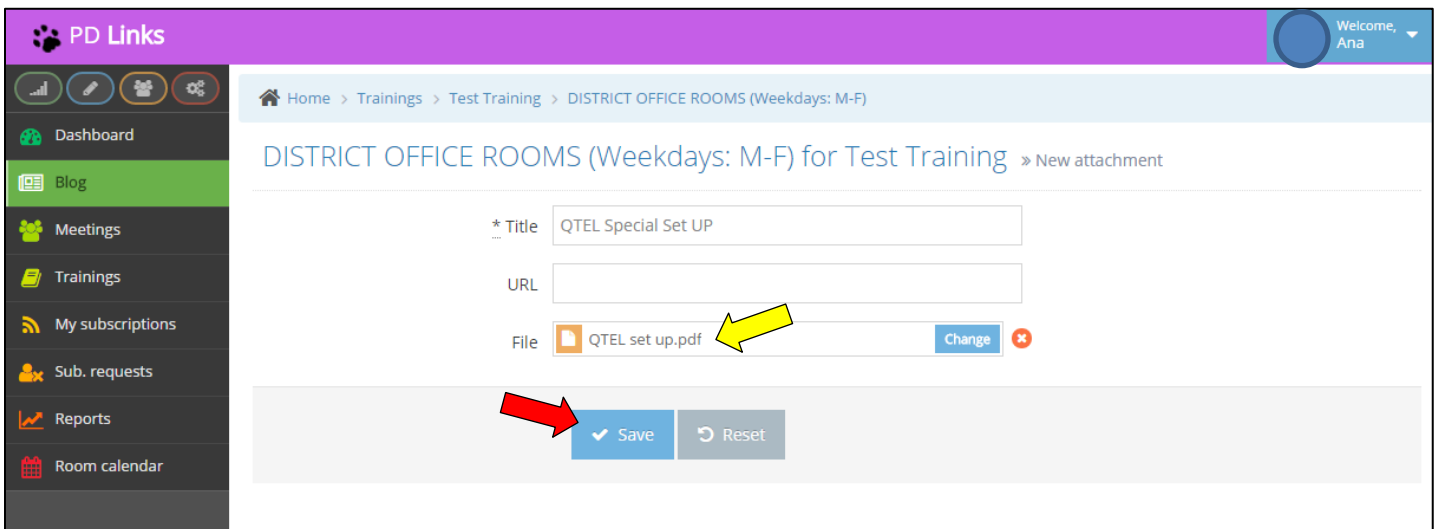 PD Links
Welcome,
Ana
Home > Trainings > Test Training > DISTRICT OFFICE ROOMS (Weekdays: M-F)
Dashboard
Blog
Meetings
Trainings
My subscriptions
Sub. requests
Reports
Room calendar
DISTRICT OFFICE ROOMS (Weekdays: M-F) for Test Training » New attachment
* Title QTEL Special Set UP
URL
File QTEL set up.pdf Change
Save Reset